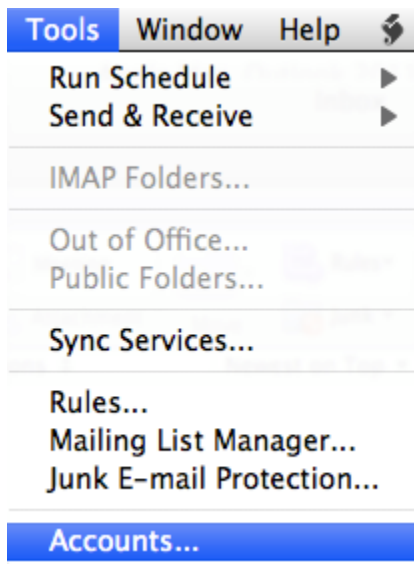 Tools Window Help
Run Schedule
Send & Receive
IMAP Folders...
Out of Office...
Public Folders...
Sync Services...
Rules...
Mailing List Manager...
Junk E-mail Protection...
Accounts...